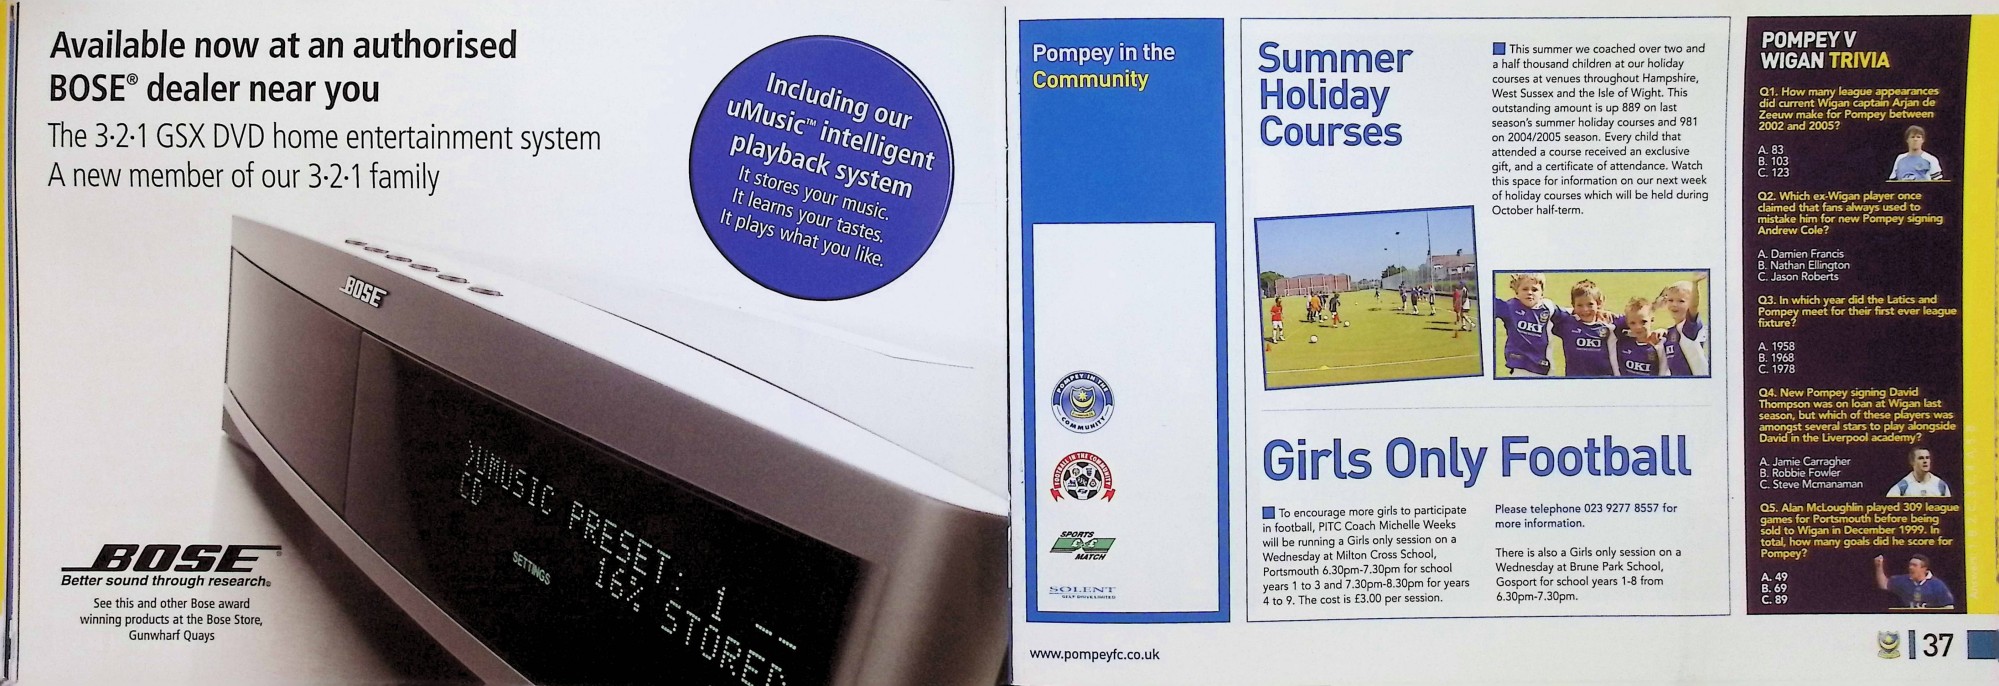 Available now at an authorised
BOSE® dealer near you
The 3·2·1 GSX DVD home entertainment system
A new member of our 3·2·1 family
Including our
uMusic™ intelligent
playback system
It stores your music.
It learns your tastes.
It plays what you like.
BOSE
UMUSIC PRESET: 1
CD
16% STORED
SETTINGS
BOSE®
Better sound through research®
See this and other Bose award
winning products at the Bose Store,
Gunwharf Quays
Pompey in the
Community
POMPEY IN THE
COMMUNITY
FOOTBALL IN THE COMMUNITY
SPORTS
MATCH
SOLENT
SELF DRIVE LIMITED
www.pompeyfc.co.uk
Summer
Holiday
Courses
This summer we coached over two and
a half thousand children at our holiday
courses at venues throughout Hampshire,
West Sussex and the Isle of Wight. This
outstanding amount is up 889 on last
season's summer holiday courses and 981
on 2004/2005 season. Every child that
attended a course received an exclusive
gift, and a certificate of attendance. Watch
this space for information on our next week
of holiday courses which will be held during
October half-term.
OKI
OKI
OKI
OKI
Girls Only Football
To encourage more girls to participate
in football, PITC Coach Michelle Weeks
will be running a Girls only session on a
Wednesday at Milton Cross School,
Portsmouth 6.30pm-7.30pm for school
years 1 to 3 and 7.30pm-8.30pm for years
4 to 9. The cost is £3.00 per session.
Please telephone 023 9277 8557 for
more information.
There is also a Girls only session on a
Wednesday at Brune Park School,
Gosport for school years 1-8 from
6.30pm-7.30pm.
POMPEY V
WIGAN TRIVIA
Q1. How many league appearances
did current Wigan captain Arjan de
Zeeuw make for Pompey between
2002 and 2005?
A. 83
B. 103
C. 123
Q2. Which ex-Wigan player once
claimed that fans always used to
mistake him for new Pompey signing
Andrew Cole?
A. Damien Francis
B. Nathan Ellington
C. Jason Roberts
Q3. In which year did the Latics and
Pompey meet for their first ever league
fixture?
A. 1958
B. 1968
C. 1978
Q4. New Pompey signing David
Thompson was on loan at Wigan last
season, but which of these players was
amongst several stars to play alongside
David in the Liverpool academy?
A. Jamie Carragher
B. Robbie Fowler
C. Steve Mcmanaman
Q5. Alan McLoughlin played 309 league
games for Portsmouth before being
sold to Wigan in December 1999. In
total, how many goals did he score for
Pompey?
A. 49
B. 69
C. 89
37